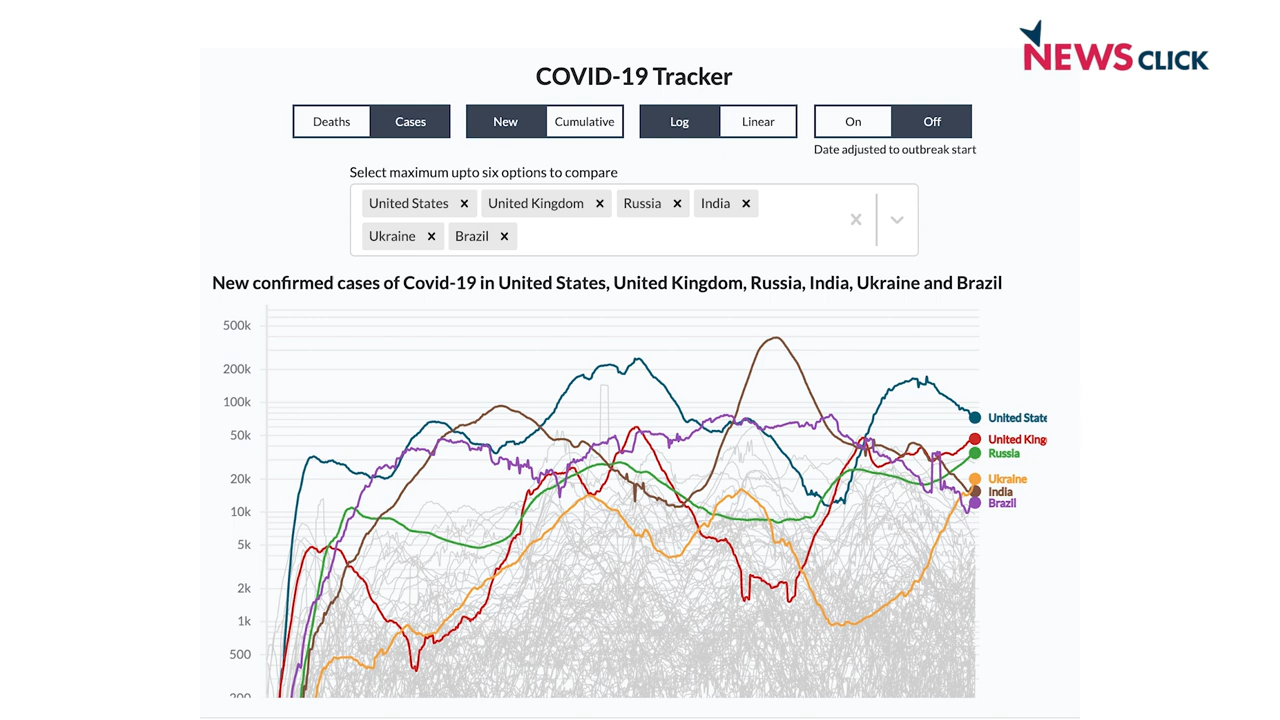 NEWSCLICK
COVID-19 Tracker
Deaths Cases New Cumulative Log Linear On Off
Date adjusted to outbreak start
Select maximum upto six options to compare
United States × United Kingdom × Russia × India ×
Ukraine × Brazil ×
New confirmed cases of Covid-19 in United States, United Kingdom, Russia, India, Ukraine and Brazil
500k
200k
100k
50k
20k
10k
5k
2k
1k
500
200
United State
United King
Russia
Ukraine
India
Brazil